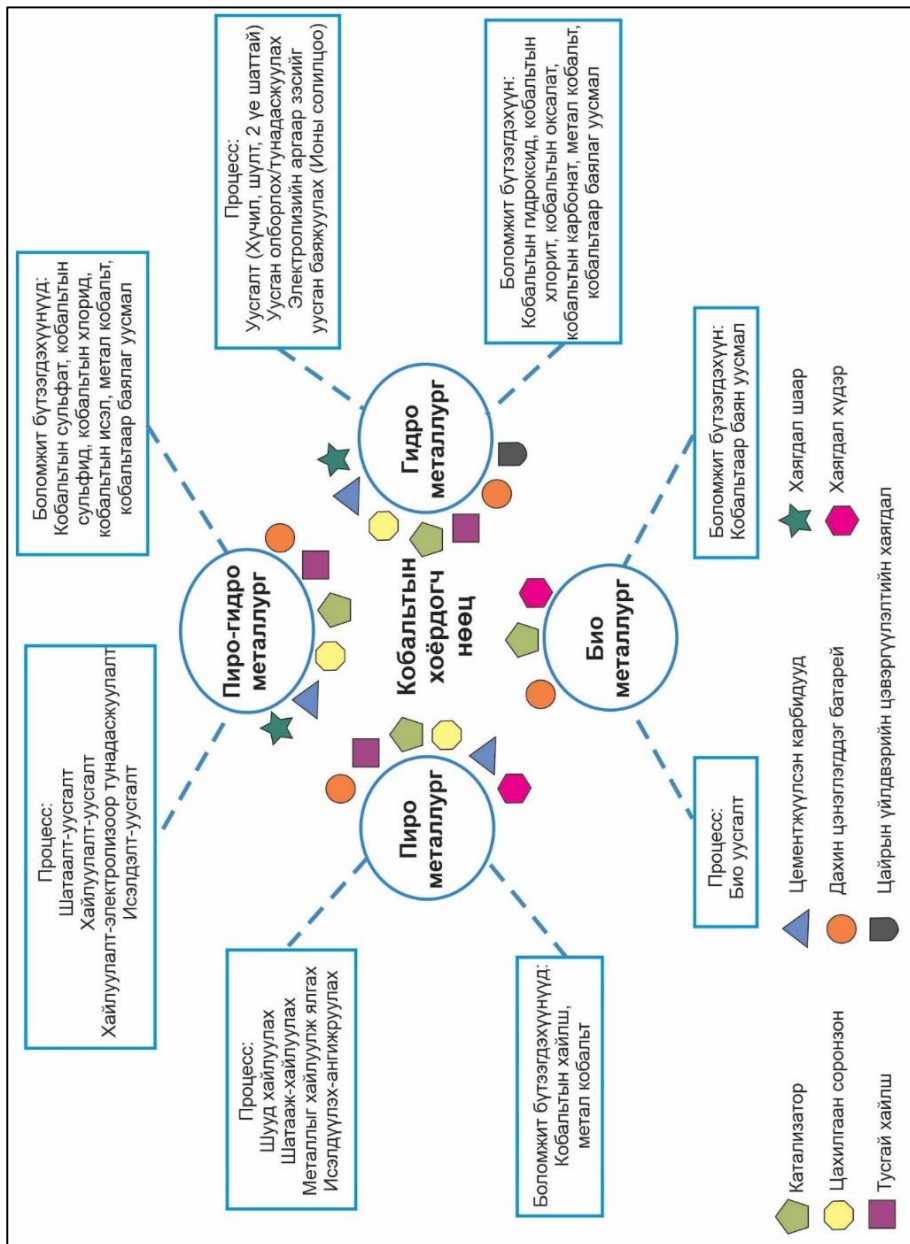 Процесс:
Шатаалт-уусгалт
Хайлуулалт-уусгалт
Хайлуулалт-электролизоор тунадасжуулалт
Исэлдэлт-уусгалт
Боломжит бүтээгдэхүүнүүд:
Кобальтын сульфат, кобальтын
сульфид, кобальтын хлорид,
кобальтын исэл, метал кобальт,
кобальтаар баялаг уусмал
Пиро-гидро
металлург
Процесс:
Шууд хайлуулах
Шатааж-хайлуулах
Металлыг хайлуулж ялгах
Исэлдүүлэх-ангижруулах
Процесс:
Уусгалт (Хүчил, шүлт, 2 үе шаттай)
Уусган олборлох/тунадасжуулах
Электролизийн аргаар зэсийг
уусган баяжуулах (Ионы солилцоо)
Пиро
металлург
Кобальтын
хоёрдогч
нөөц
Гидро
металлург
Боломжит бүтээгдэхүүнүүд:
Кобальтын хайлш,
метал кобальт
Боломжит бүтээгдэхүүн:
Кобальтын гидроксид, кобальтын
хлорит, кобальтын оксалат,
кобальтын карбонат, метал кобальт,
кобальтаар баялаг уусмал
Био
металлург
Процесс:
Био уусгалт
Боломжит бүтээгдэхүүн:
Кобальтаар баян уусмал
Катализатор
Цементжүүлсэн карбидууд
Хаягдал шаар
Цахилгаан соронзон
Дахин цэнэглэгддэг батарей
Хаягдал хүдэр
Тусгай хайлш
Цайрын үйлдвэрийн цэвэргүүлэлтийн хаягдал